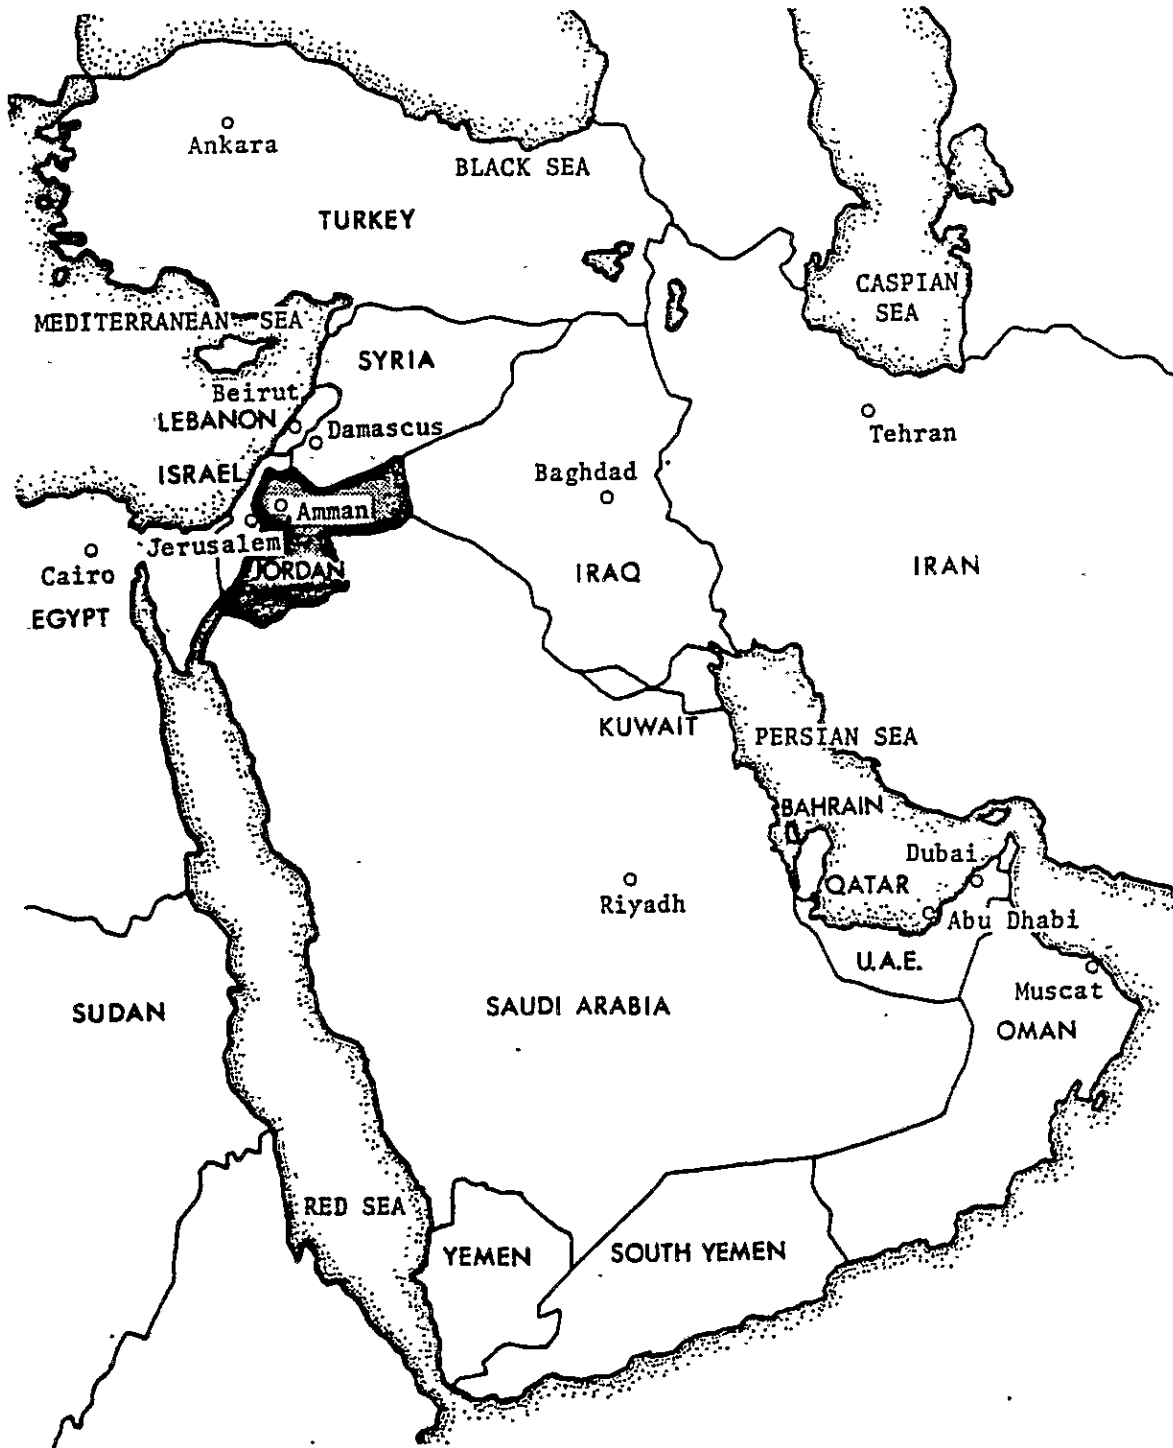 Ankara
BLACK SEA
TURKEY
CASPIAN
SEA
MEDITERRANEAN SEA
SYRIA
Beirut
LEBANON
Damascus
Tehran
ISRAEL
Baghdad
Amman
Jerusalem
Cairo
JORDAN
IRAQ
IRAN
EGYPT
KUWAIT
PERSIAN SEA
BAHRAIN
Dubai
QATAR
Riyadh
Abu Dhabi
U.A.E.
Muscat
SUDAN
SAUDI ARABIA
OMAN
RED SEA
YEMEN
SOUTH YEMEN